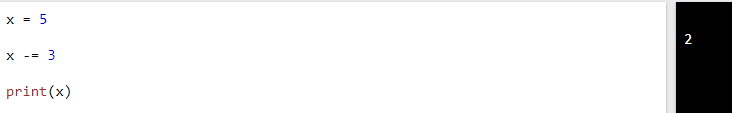 x = 5
x -= 3
print(x)
2